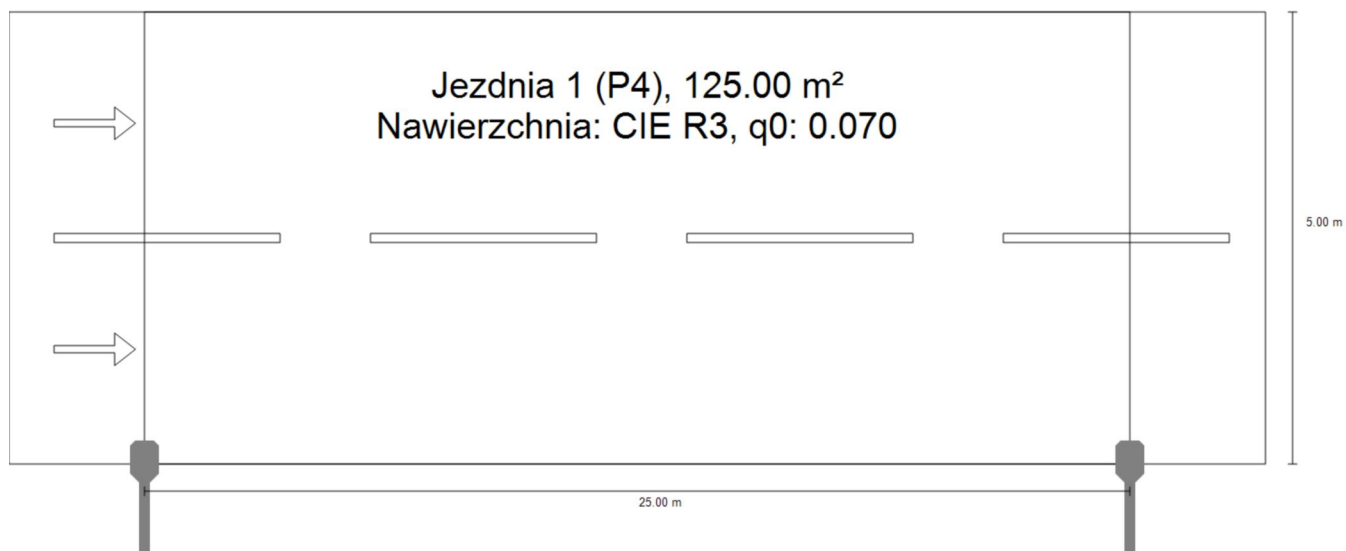 Jezdnia 1 (P4), 125.00 m²
Nawierzchnia: CIE R3, q0: 0.070
5.00 m
25.00 m